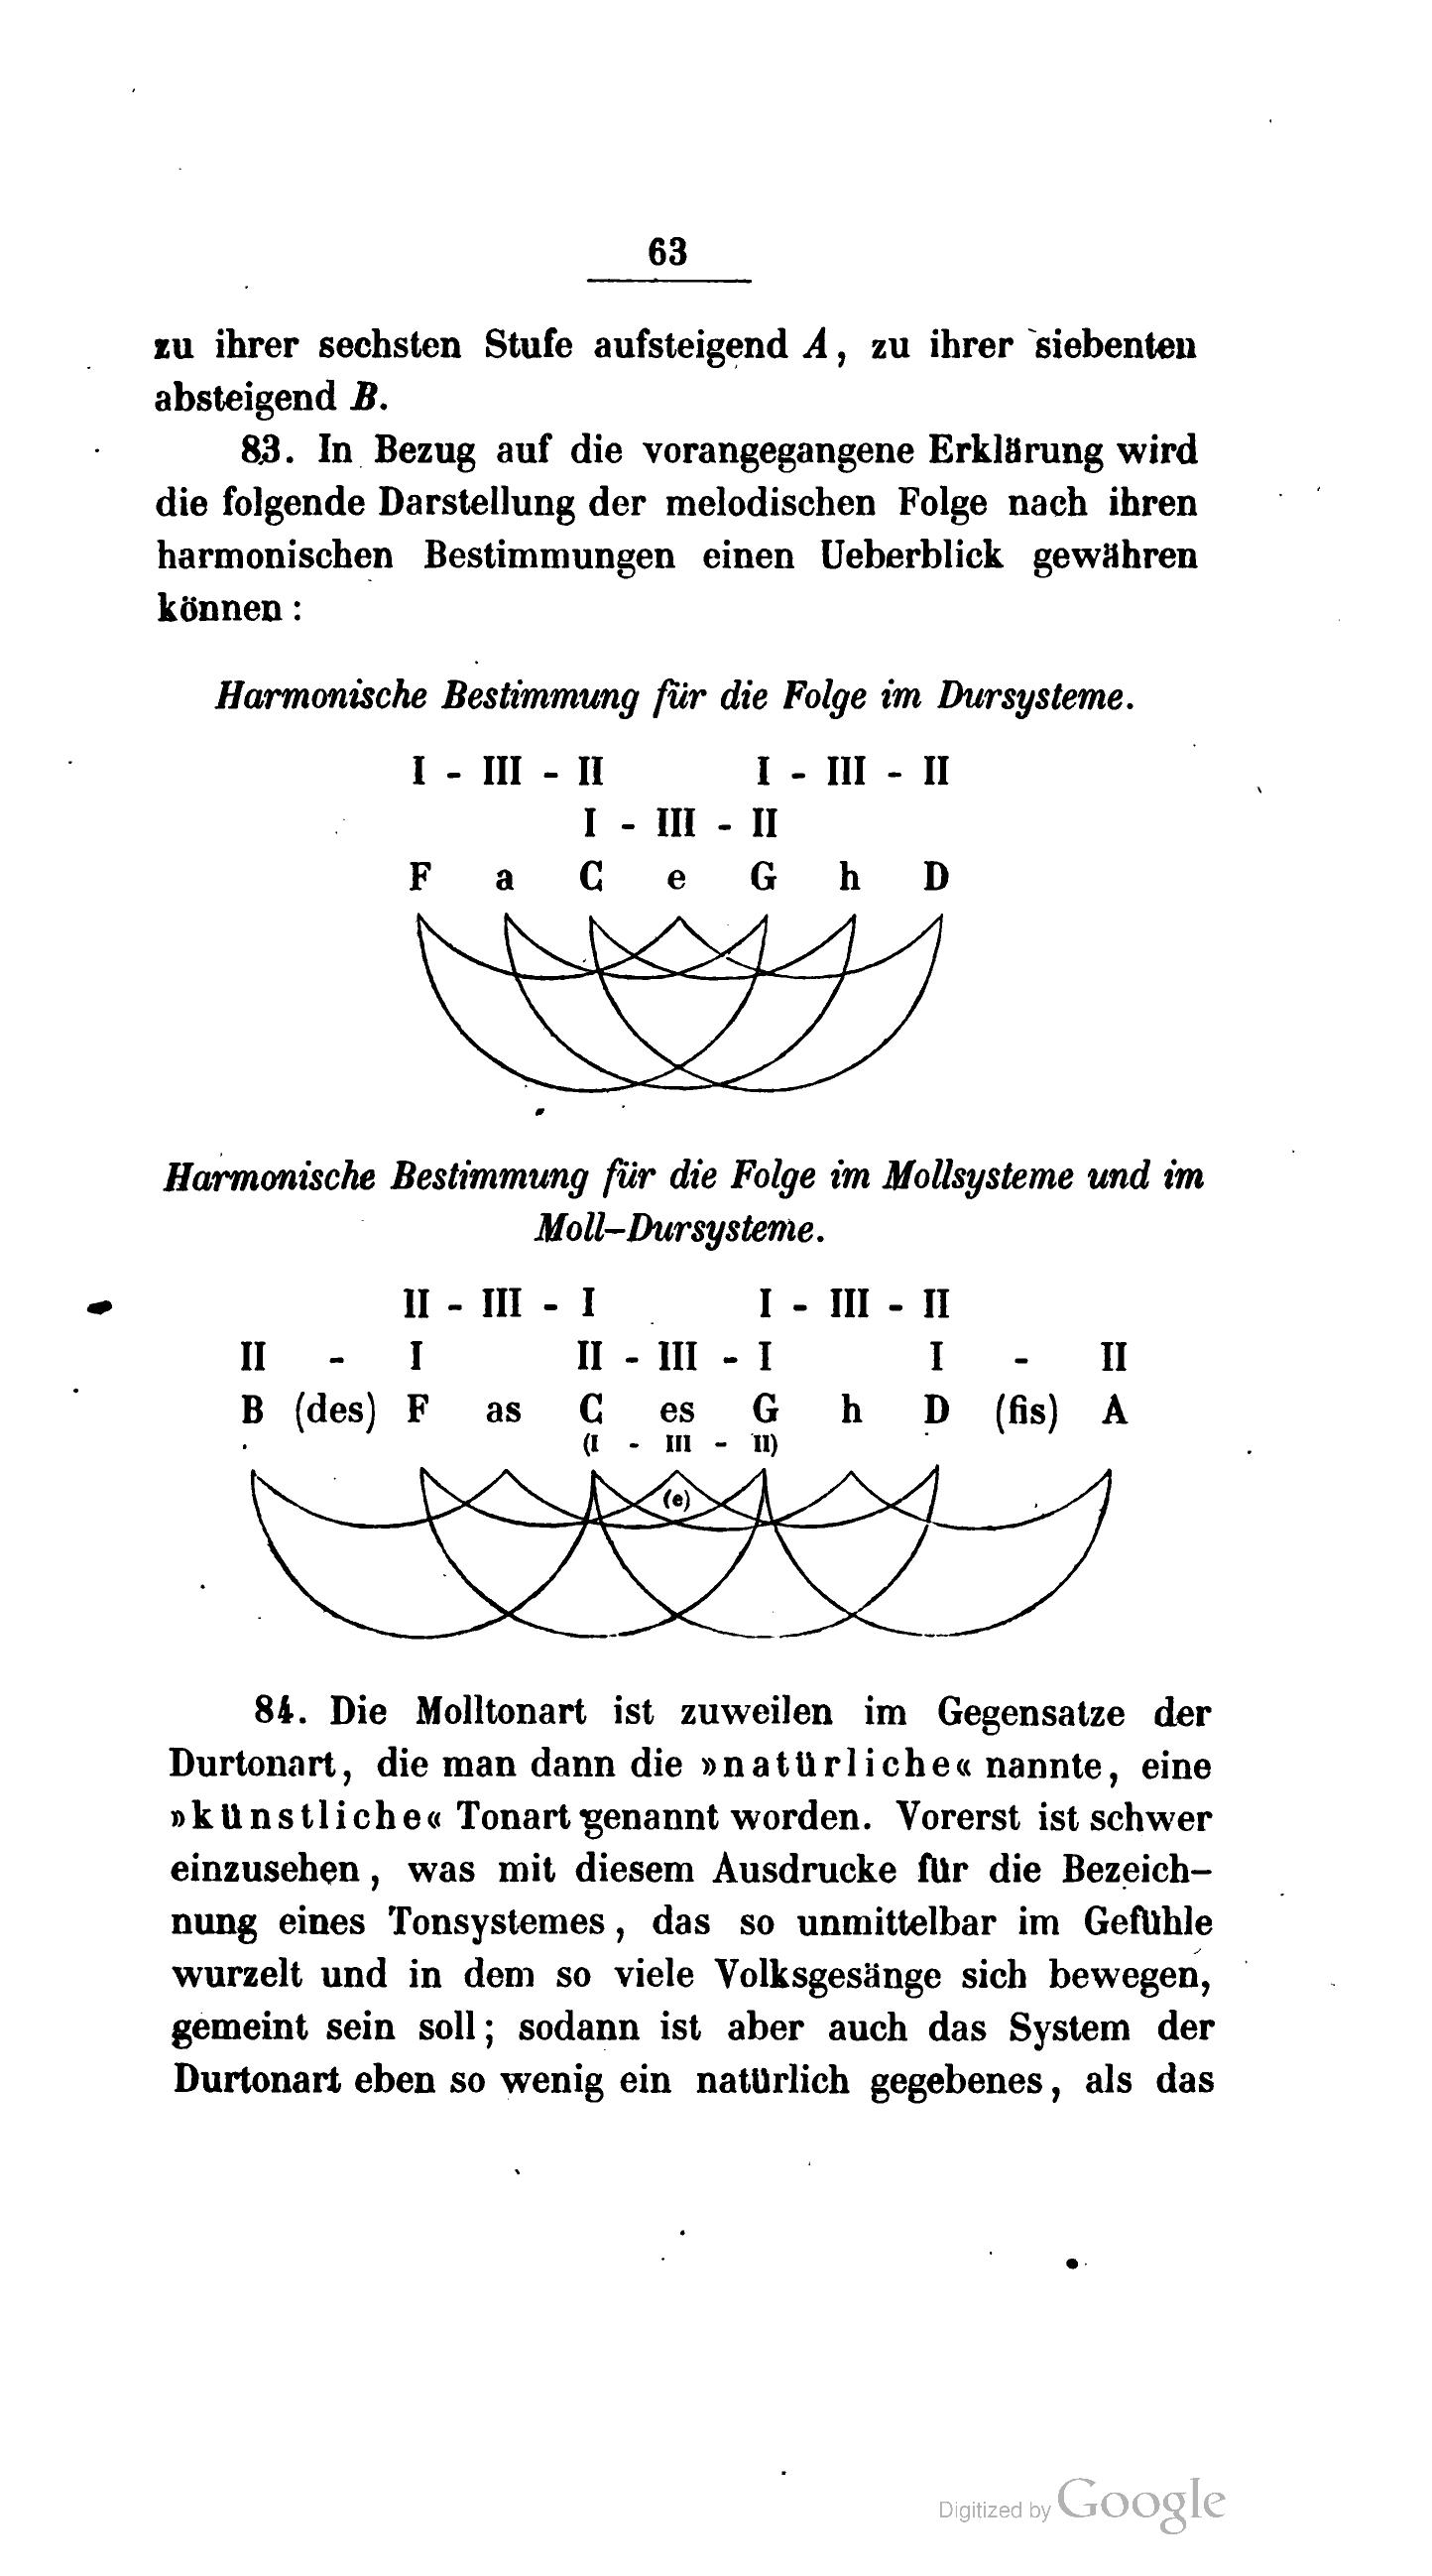 63
zu ihrer sechsten Stufe aufsteigend A, zu ihrer siebenten
absteigend B.
83. In Bezug auf die vorangegangene Erklärung wird
die folgende Darstellung der melodischen Folge nach ihren
harmonischen Bestimmungen einen Ueberblick gewähren
können:
Harmonische Bestimmung für die Folge im Dursysteme.
I - III - II I - III - II
I - III - II
F a C e G h D
Harmonische Bestimmung für die Folge im Mollsysteme und im
Moll-Dursysteme.
II - III - I I - III - II
II - I II - III - I I - II
B (des) F as C es G h D (fis) A
(I - III - II)
(e)
84. Die Molltonart ist zuweilen im Gegensatze der
Durtonart, die man dann die »natürliche« nannte, eine
»künstliche« Tonart genannt worden. Vorerst ist schwer
einzusehen, was mit diesem Ausdrucke für die Bezeich-
nung eines Tonsystemes, das so unmittelbar im Gefühle
wurzelt und in dem so viele Volksgesänge sich bewegen,
gemeint sein soll; sodann ist aber auch das System der
Durtonart eben so wenig ein natürlich gegebenes, als das
Digitized by Google